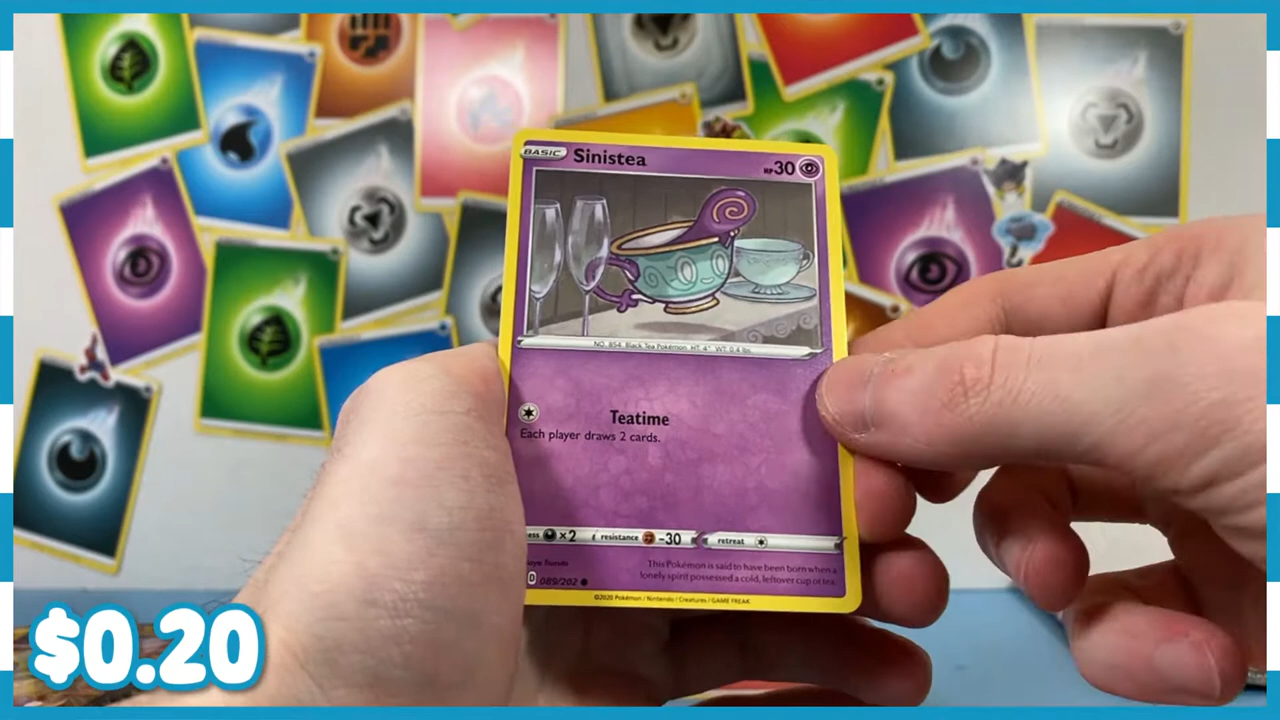 BASIC Sinistea HP 30
NO. 854 Black Tea Pokémon HT: 4" WT: 0.4 lbs.
Teatime
Each player draws 2 cards.
×2 resistance -30 retreat
This Pokémon is said to have been born when a
lonely spirit possessed a cold, leftover cup of tea.
089/202
©2020 Pokémon / Nintendo / Creatures / GAME FREAK
$0.20